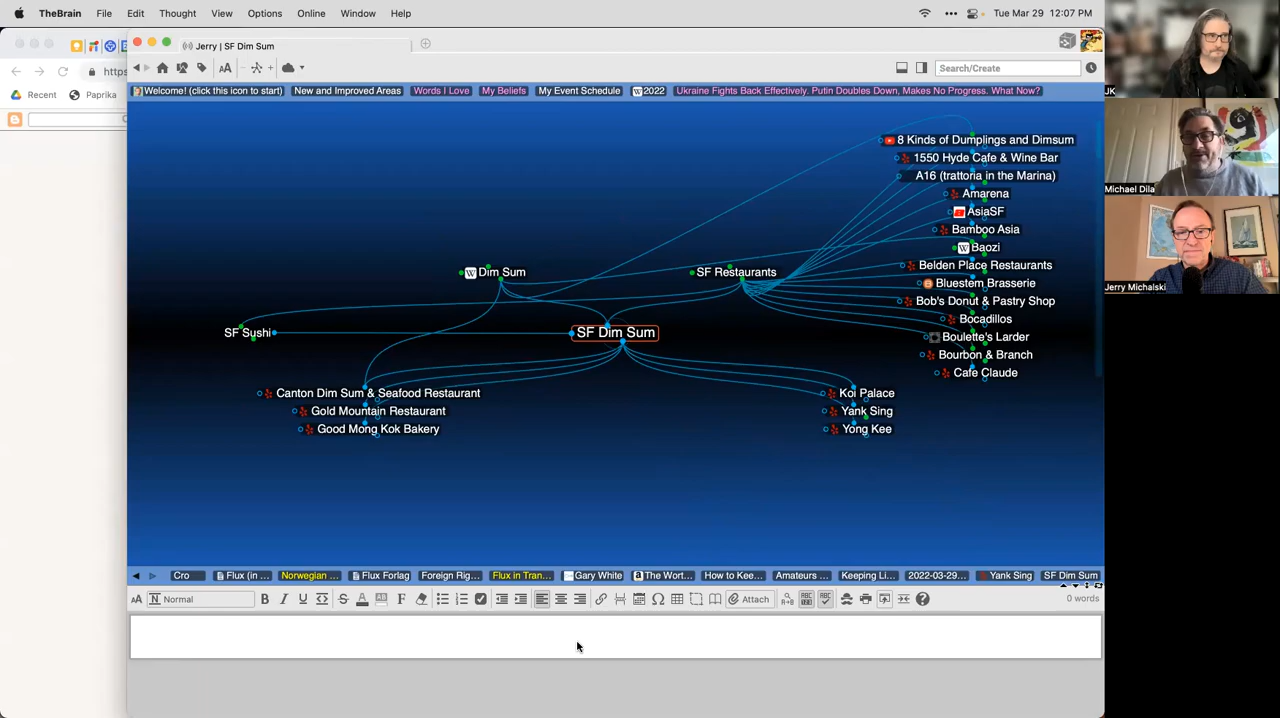 TheBrain File Edit Thought View Options Online Window Help Tue Mar 29 12:07 PM
Jerry | SF Dim Sum
https
Recent Paprika
AA Search/Create
Welcome! (click this icon to start) New and Improved Areas Words I Love My Beliefs My Event Schedule W 2022 Ukraine Fights Back Effectively. Putin Doubles Down, Makes No Progress. What Now?
JK
8 Kinds of Dumplings and Dimsum
1550 Hyde Cafe & Wine Bar
A16 (trattoria in the Marina)
Michael Dila
Amarena
AsiaSF
Bamboo Asia
W Baozi
Belden Place Restaurants
W Dim Sum SF Restaurants
Bluestem Brasserie
Jerry Michalski
Bob's Donut & Pastry Shop
Bocadillos
SF Sushi SF Dim Sum
Boulette's Larder
Bourbon & Branch
Cafe Claude
Canton Dim Sum & Seafood Restaurant Koi Palace
Gold Mountain Restaurant Yank Sing
Good Mong Kok Bakery Yong Kee
Cro Flux (in ... Norwegian ... Flux Forlag Foreign Rig... Flux in Tran... Gary White a The Wort... How to Kee... Amateurs ... Keeping Li... 2022-03-29... Yank Sing SF Dim Sum
AA N Normal B I U S A T Attach ABC ABC 0 words